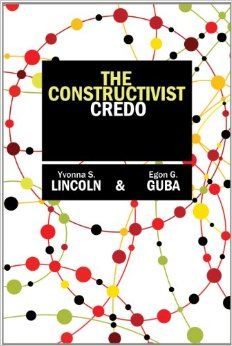 THE
CONSTRUCTIVIST
CREDO
Yvonna S. Egon G.
LINCOLN & GUBA